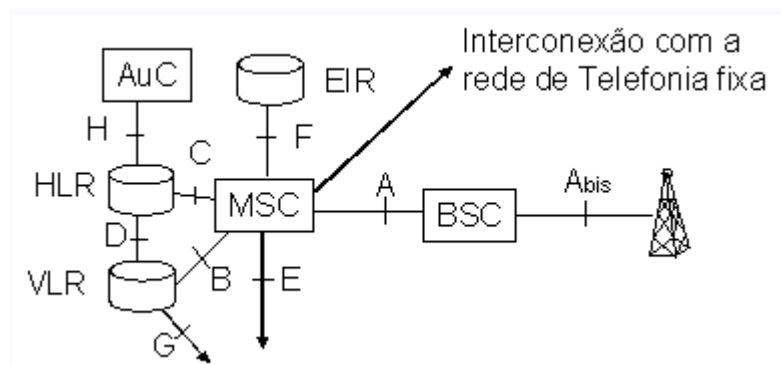 Interconexão com a
rede de Telefonia fixa
AuC
EIR
H
F
C
HLR
MSC
A
BSC
Abis
D
VLR
B
E
G